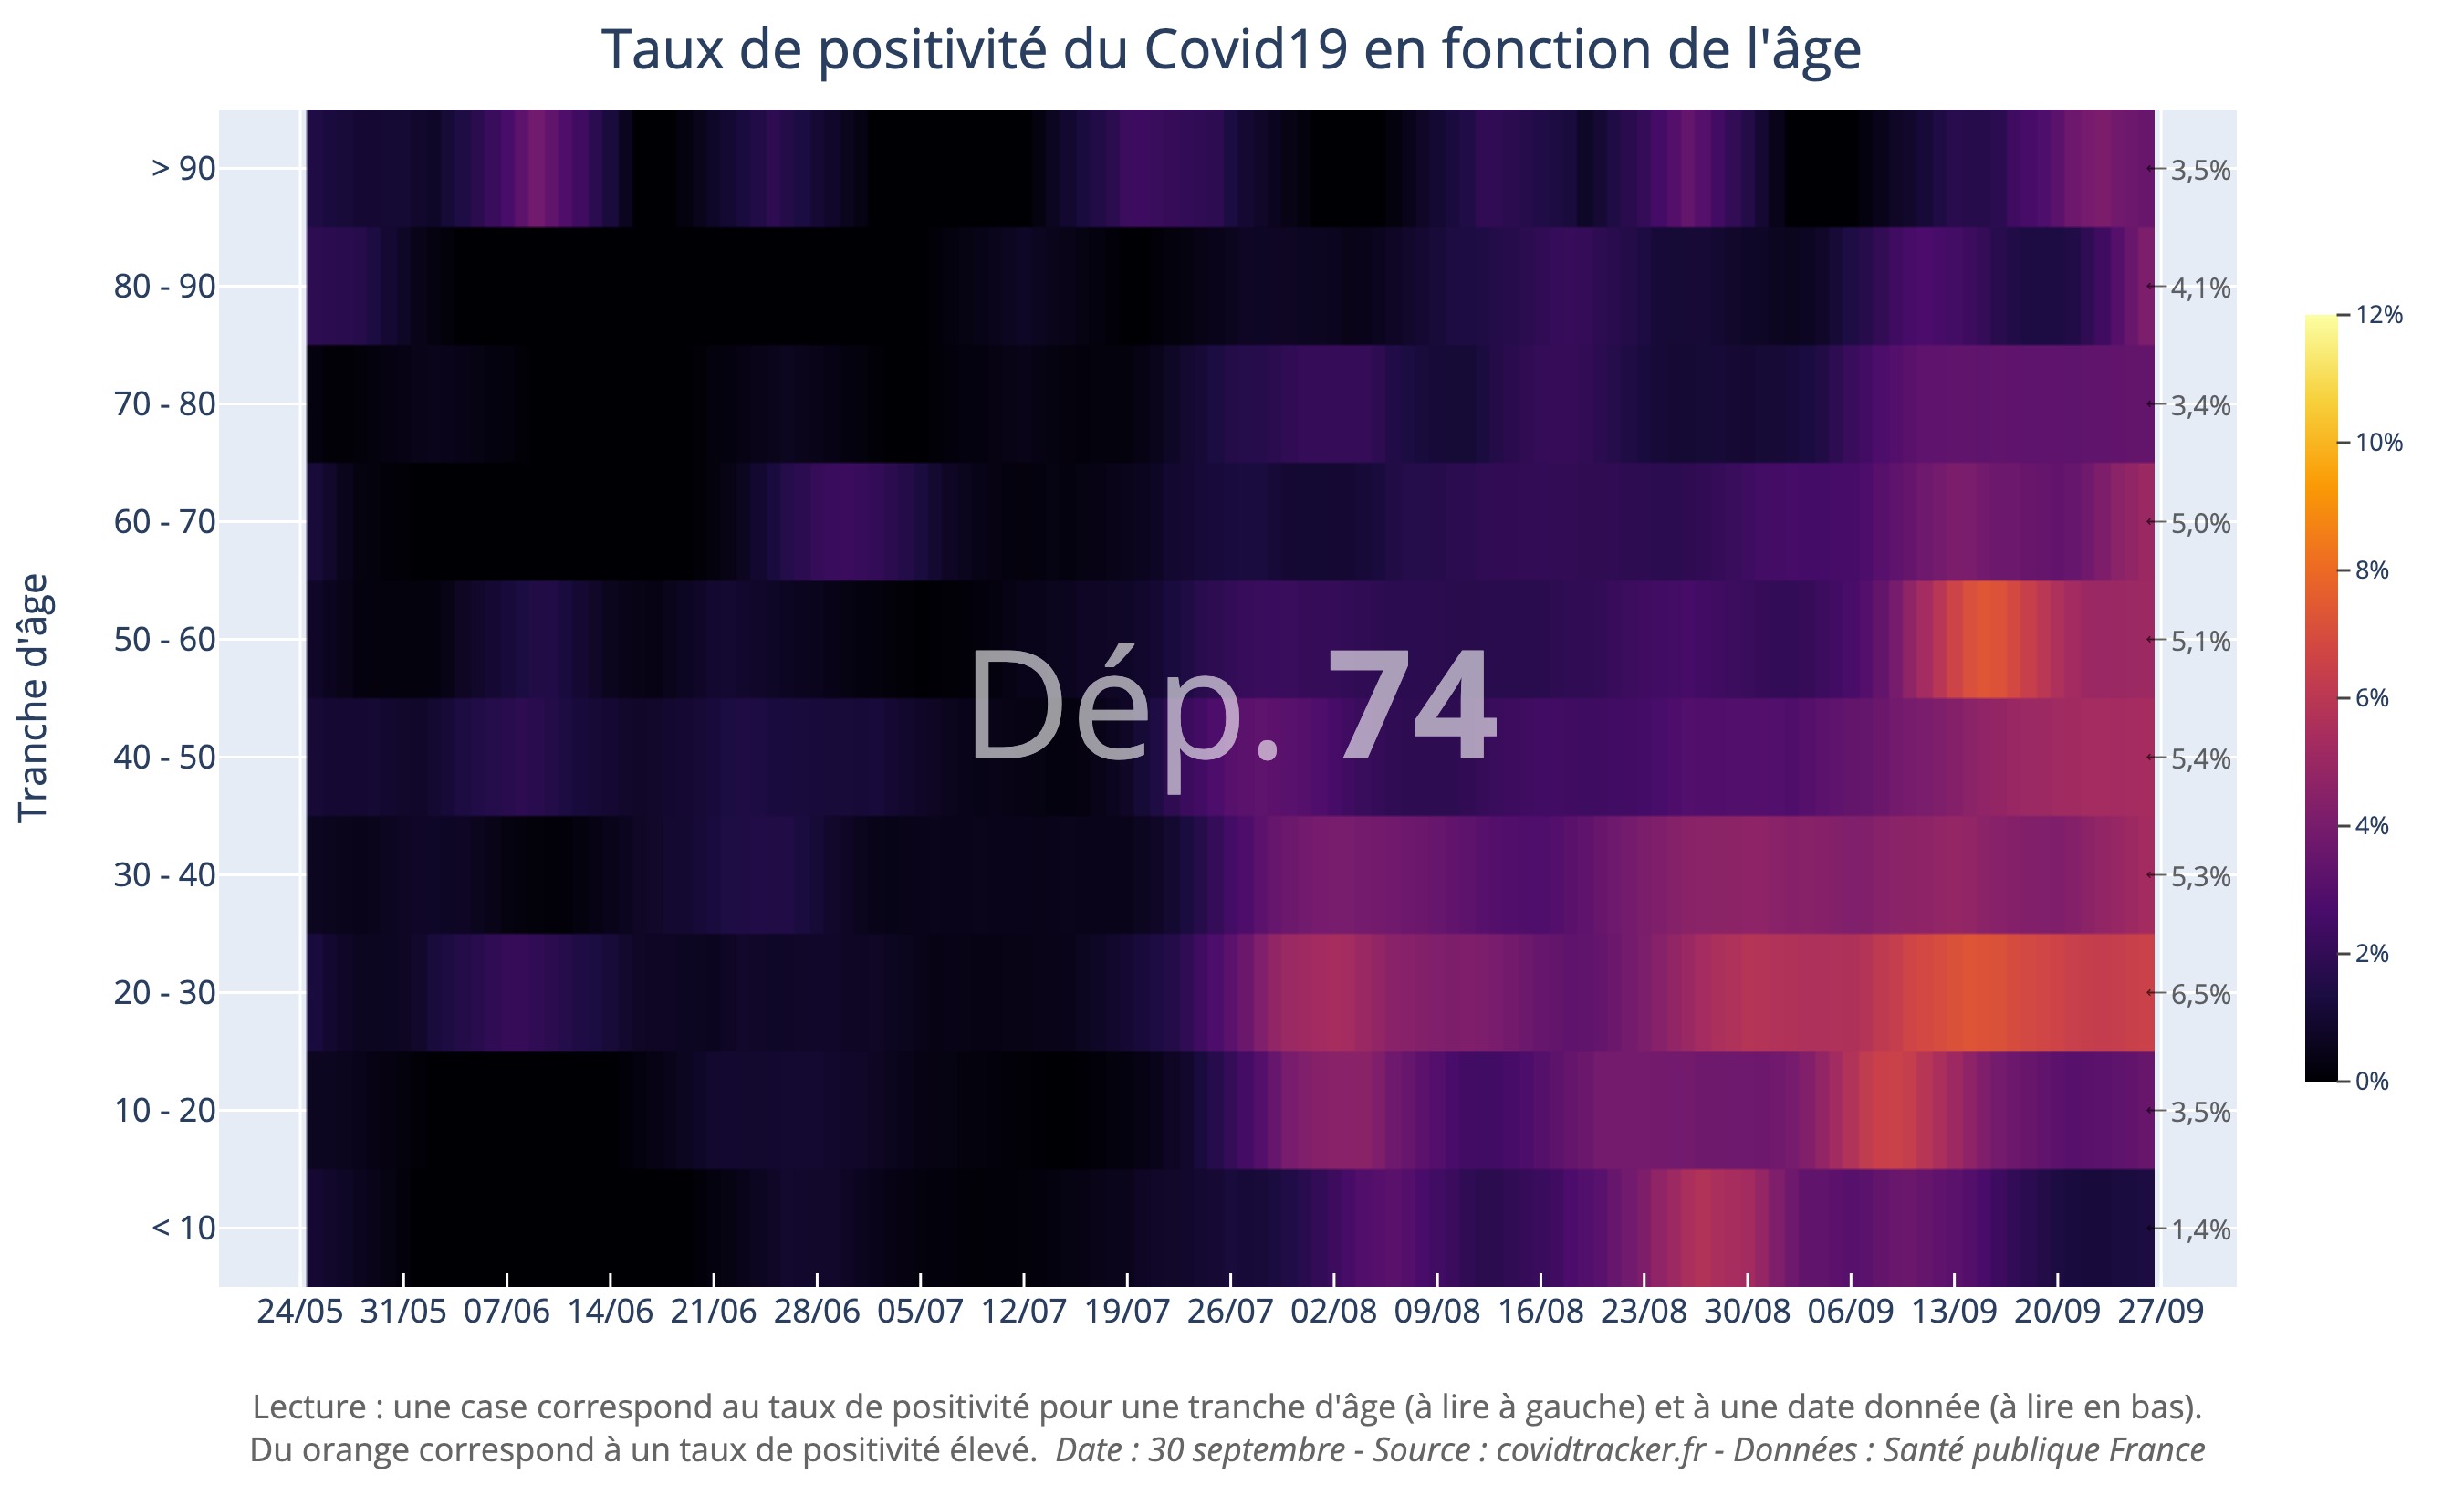 Taux de positivité du Covid19 en fonction de l'âge
Tranche d'âge
> 90
80 - 90
70 - 80
60 - 70
50 - 60
40 - 50
30 - 40
20 - 30
10 - 20
< 10
Dép. 74
3,5%
4,1%
3,4%
5,0%
5,1%
5,4%
5,3%
6,5%
3,5%
1,4%
12%
10%
8%
6%
4%
2%
0%
24/05 31/05 07/06 14/06 21/06 28/06 05/07 12/07 19/07 26/07 02/08 09/08 16/08 23/08 30/08 06/09 13/09 20/09 27/09
Lecture : une case correspond au taux de positivité pour une tranche d'âge (à lire à gauche) et à une date donnée (à lire en bas).
Du orange correspond à un taux de positivité élevé. Date : 30 septembre - Source : covidtracker.fr - Données : Santé publique France